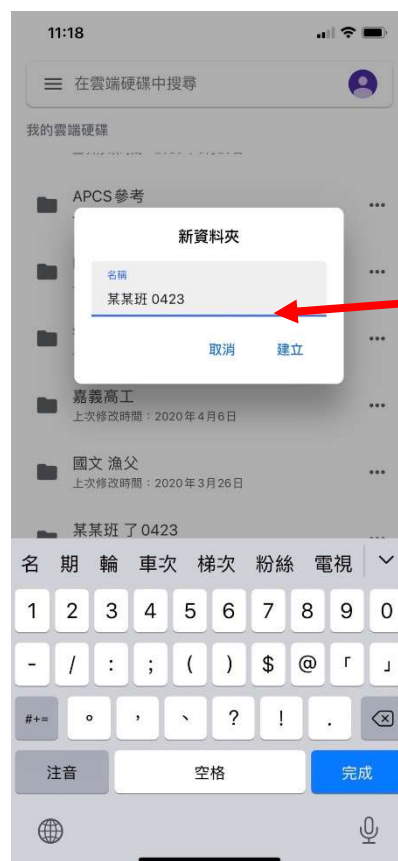 11:18
在雲端硬碟中搜尋
我的雲端硬碟
APCS 參考
新資料夾
名稱
某某班 0423
取消 建立
嘉義高工
上次修改時間：2020年4月6日
國文 漁父
上次修改時間：2020年3月26日
某某班 了 0423
名 期 輪 車次 梯次 粉絲 電視
1 2 3 4 5 6 7 8 9 0
- / : ; ( ) $ @ 「 」
#+= 。 ， 、 ? ! .
注音 空格 完成